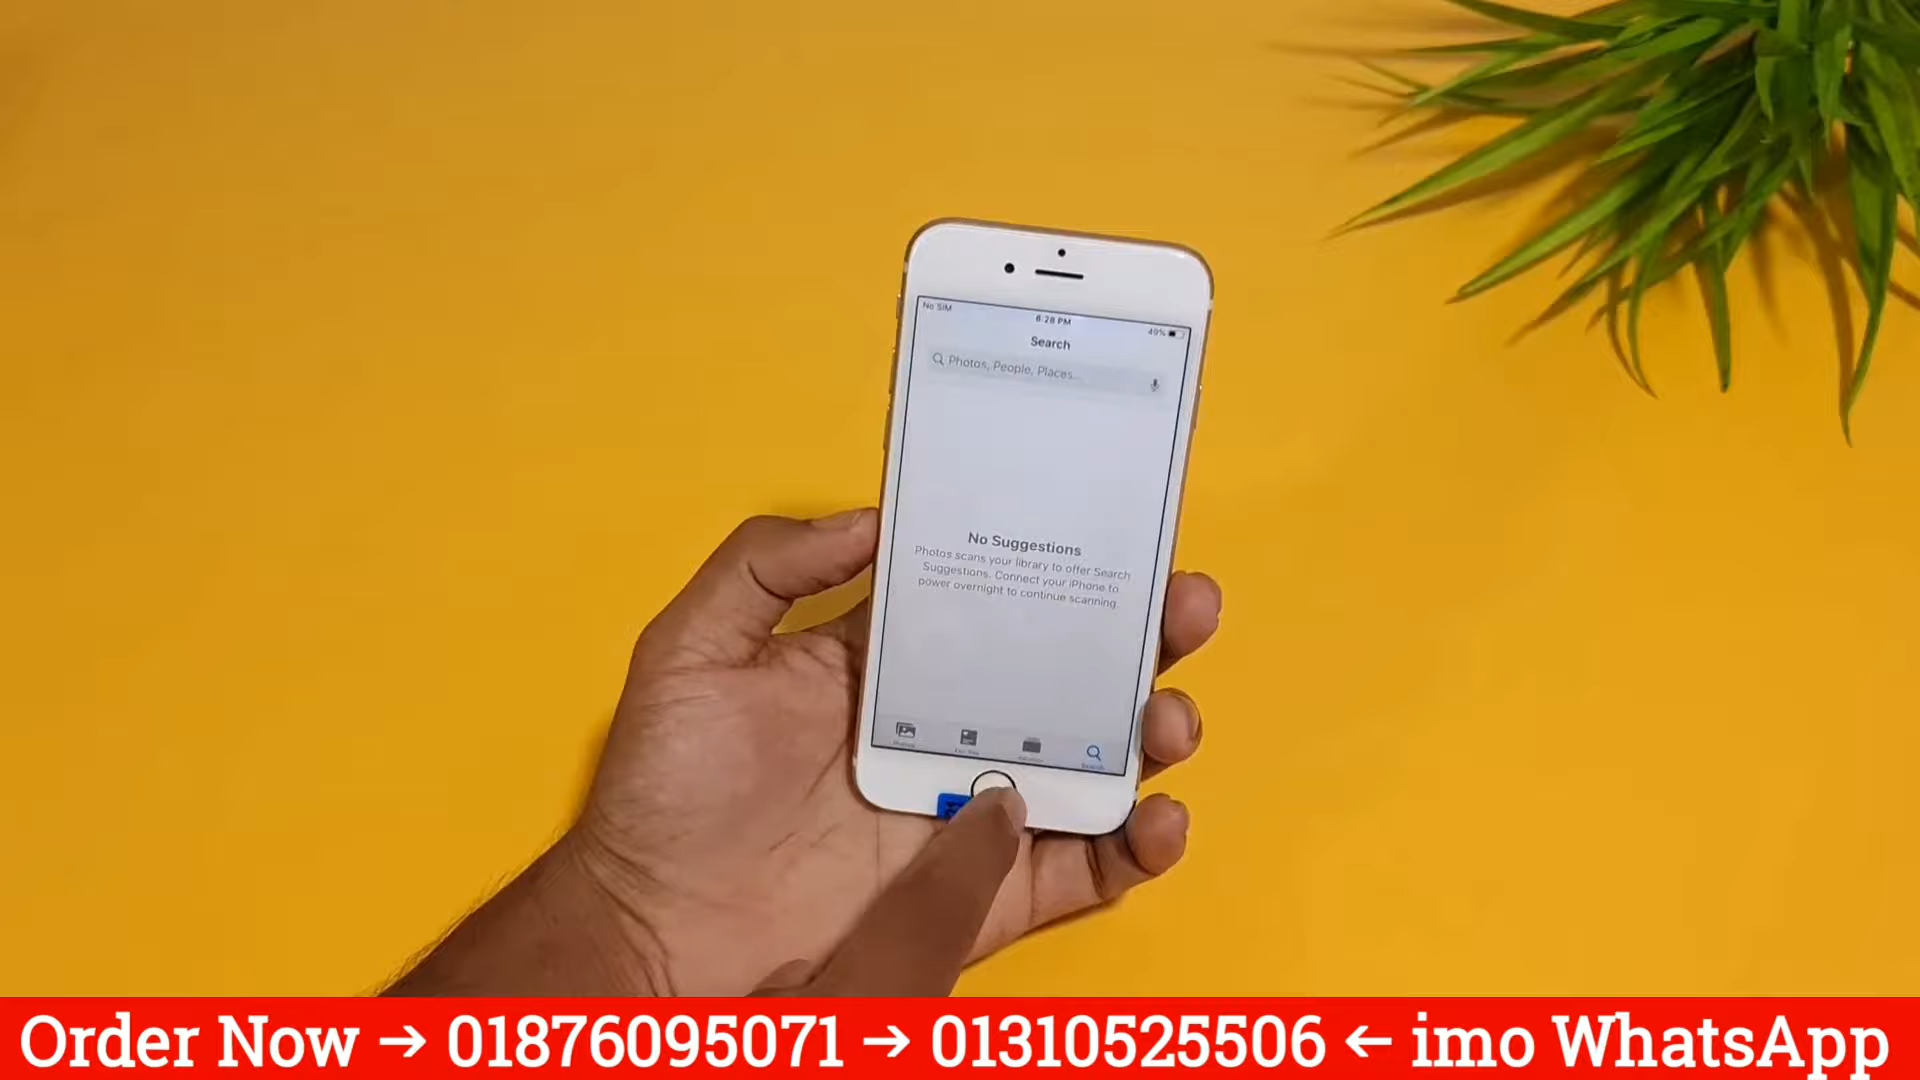 No SIM
6:28 PM
49%
Search
Photos, People, Places...
No Suggestions
Photos scans your library to offer Search
Suggestions. Connect your iPhone to
power overnight to continue scanning.
Search
Order Now → 01876095071 → 01310525506 ← imo WhatsApp